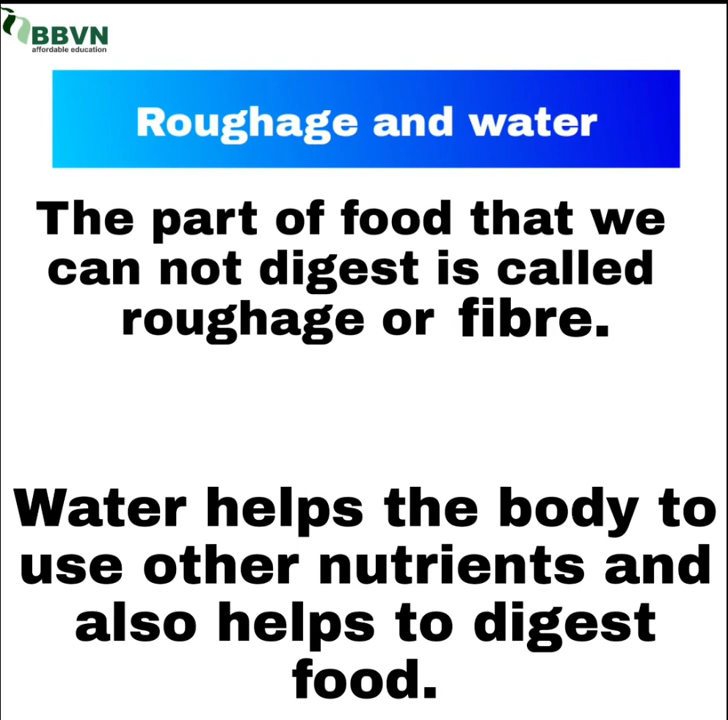 BBVN
affordable education
Roughage and water
The part of food that we
can not digest is called
roughage or fibre.
Water helps the body to
use other nutrients and
also helps to digest
food.